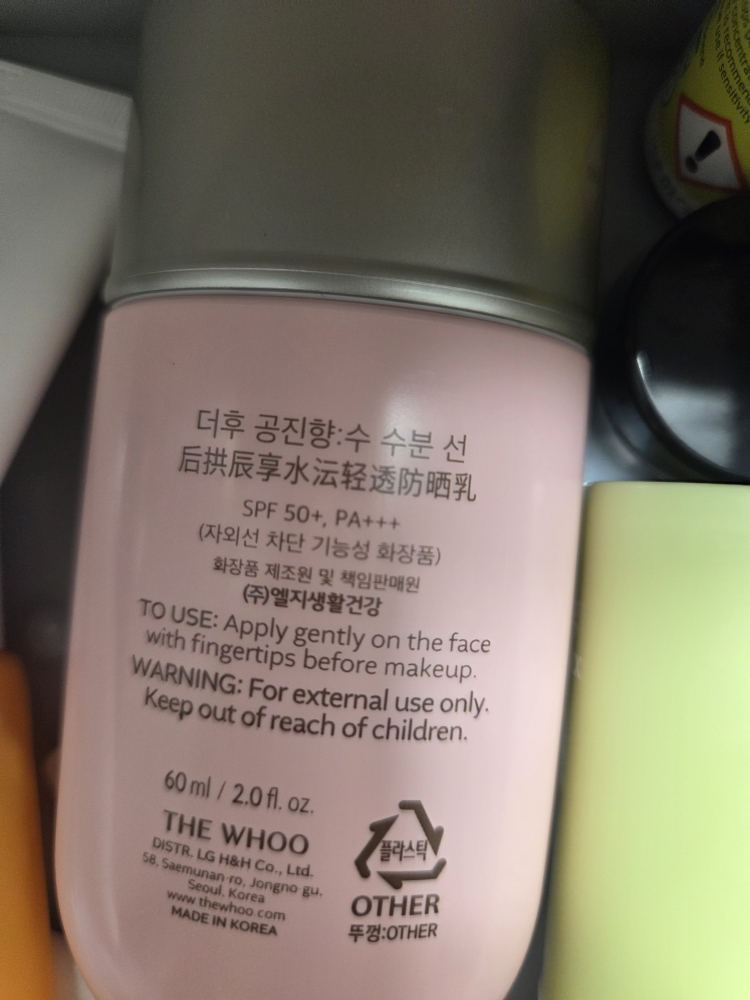 더후 공진향:수 수분 선
后拱辰享水沄轻透防晒乳
SPF 50+, PA+++
(자외선 차단 기능성 화장품)
화장품 제조원 및 책임판매원
(주)엘지생활건강
TO USE: Apply gently on the face
with fingertips before makeup.
WARNING: For external use only.
Keep out of reach of children.
60 ml / 2.0 fl. oz.
THE WHOO
DISTR. LG H&H Co., Ltd.
58, Saemunan-ro, Jongno gu,
Seoul, Korea
www.thewhoo.com
MADE IN KOREA
플라스틱
OTHER
뚜껑:OTHER
concentra
recommen
sensitivity